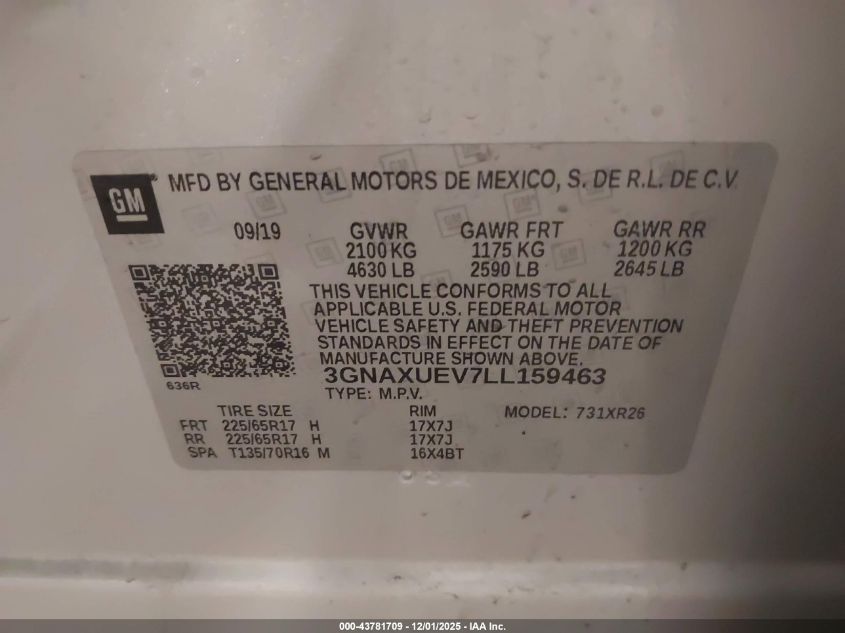 GM
MFD BY GENERAL MOTORS DE MEXICO, S. DE R.L. DE C.V
09/19 GVWR GAWR FRT GAWR RR
2100 KG 1175 KG 1200 KG
4630 LB 2590 LB 2645 LB
THIS VEHICLE CONFORMS TO ALL
APPLICABLE U.S. FEDERAL MOTOR
VEHICLE SAFETY AND THEFT PREVENTION
STANDARDS IN EFFECT ON THE DATE OF
MANUFACTURE SHOWN ABOVE.
3GNAXUEV7LL159463
636R
TYPE: M.P.V.
TIRE SIZE RIM MODEL: 731XR26
FRT 225/65R17 H 17X7J
RR 225/65R17 H 17X7J
SPA T135/70R16 M 16X4BT
000-43781709 - 12/01/2025 - IAA Inc.